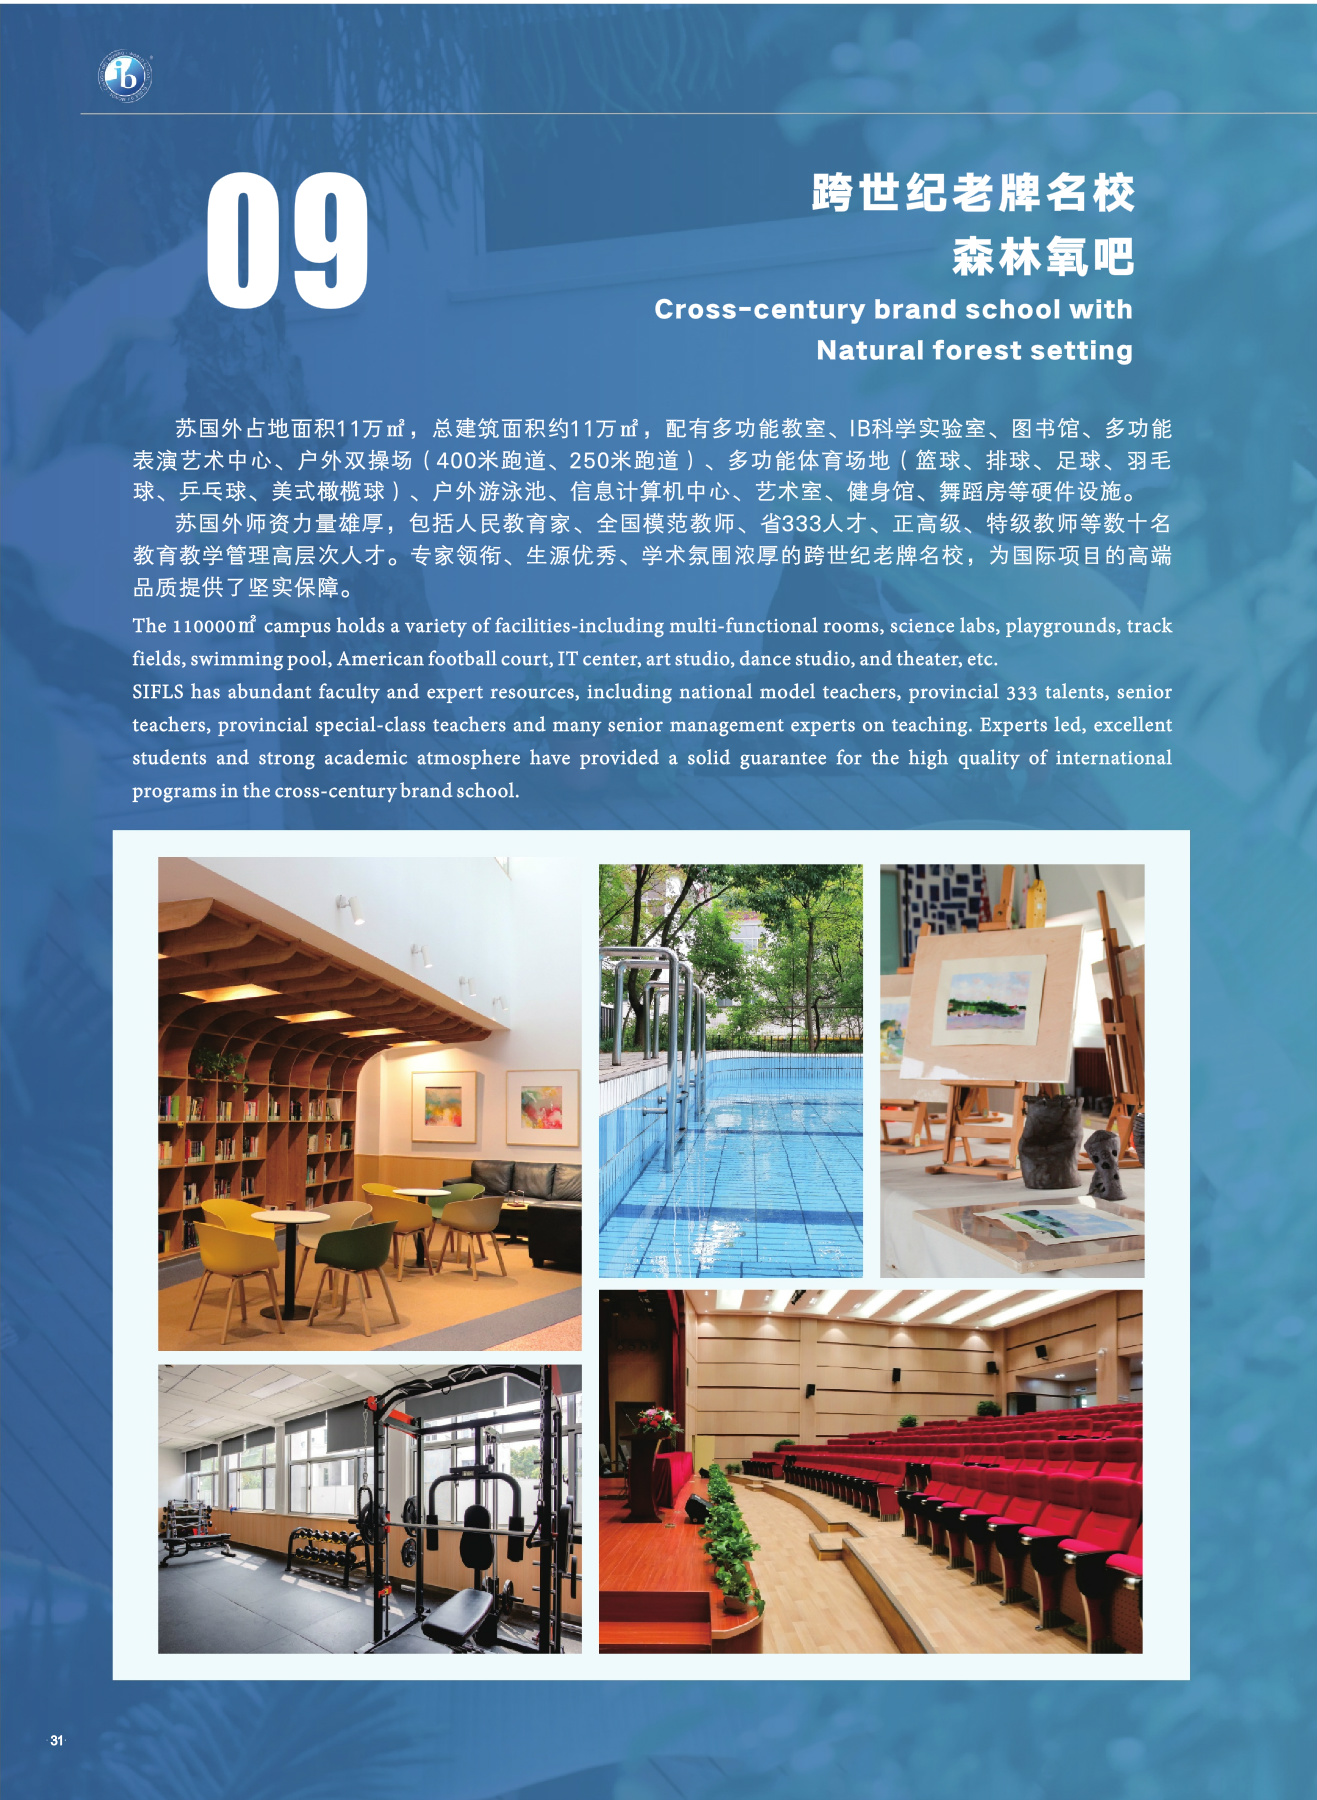 ib
09
跨世纪老牌名校
森林氧吧
Cross-century brand school with
Natural forest setting
苏国外占地面积11万㎡，总建筑面积约11万㎡，配有多功能教室、IB科学实验室、图书馆、多功能
表演艺术中心、户外双操场（400米跑道、250米跑道）、多功能体育场地（篮球、排球、足球、羽毛
球、乒乓球、美式橄榄球）、户外游泳池、信息计算机中心、艺术室、健身馆、舞蹈房等硬件设施。
苏国外师资力量雄厚，包括人民教育家、全国模范教师、省333人才、正高级、特级教师等数十名
教育教学管理高层次人才。专家领衔、生源优秀、学术氛围浓厚的跨世纪老牌名校，为国际项目的高端
品质提供了坚实保障。
The 110000㎡ campus holds a variety of facilities-including multi-functional rooms, science labs, playgrounds, track
fields, swimming pool, American football court, IT center, art studio, dance studio, and theater, etc.
SIFLS has abundant faculty and expert resources, including national model teachers, provincial 333 talents, senior
teachers, provincial special-class teachers and many senior management experts on teaching. Experts led, excellent
students and strong academic atmosphere have provided a solid guarantee for the high quality of international
programs in the cross-century brand school.
31